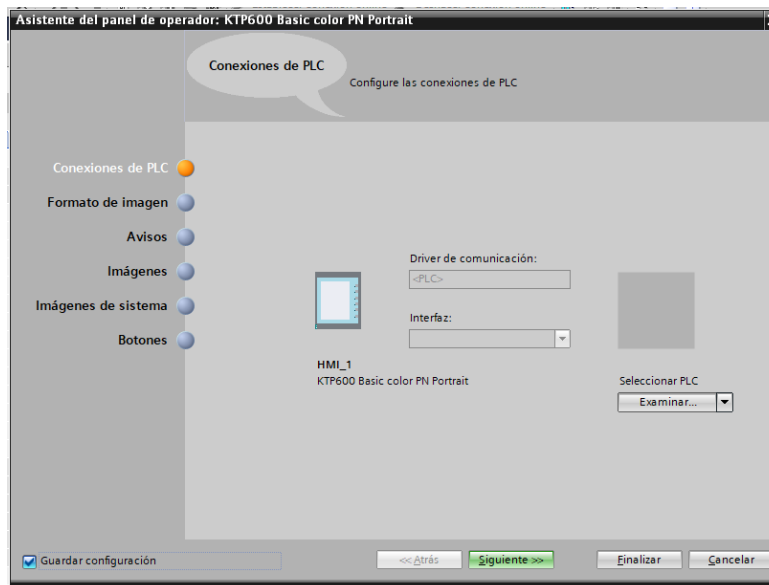 Asistente del panel de operador: KTP600 Basic color PN Portrait
Conexiones de PLC
Configure las conexiones de PLC
Conexiones de PLC
Formato de imagen
Avisos
Imágenes
Imágenes de sistema
Botones
Driver de comunicación:
<PLC>
Interfaz:
HMI_1
KTP600 Basic color PN Portrait
Seleccionar PLC
Examinar...
Guardar configuración
<< Atrás
Siguiente >>
Finalizar
Cancelar